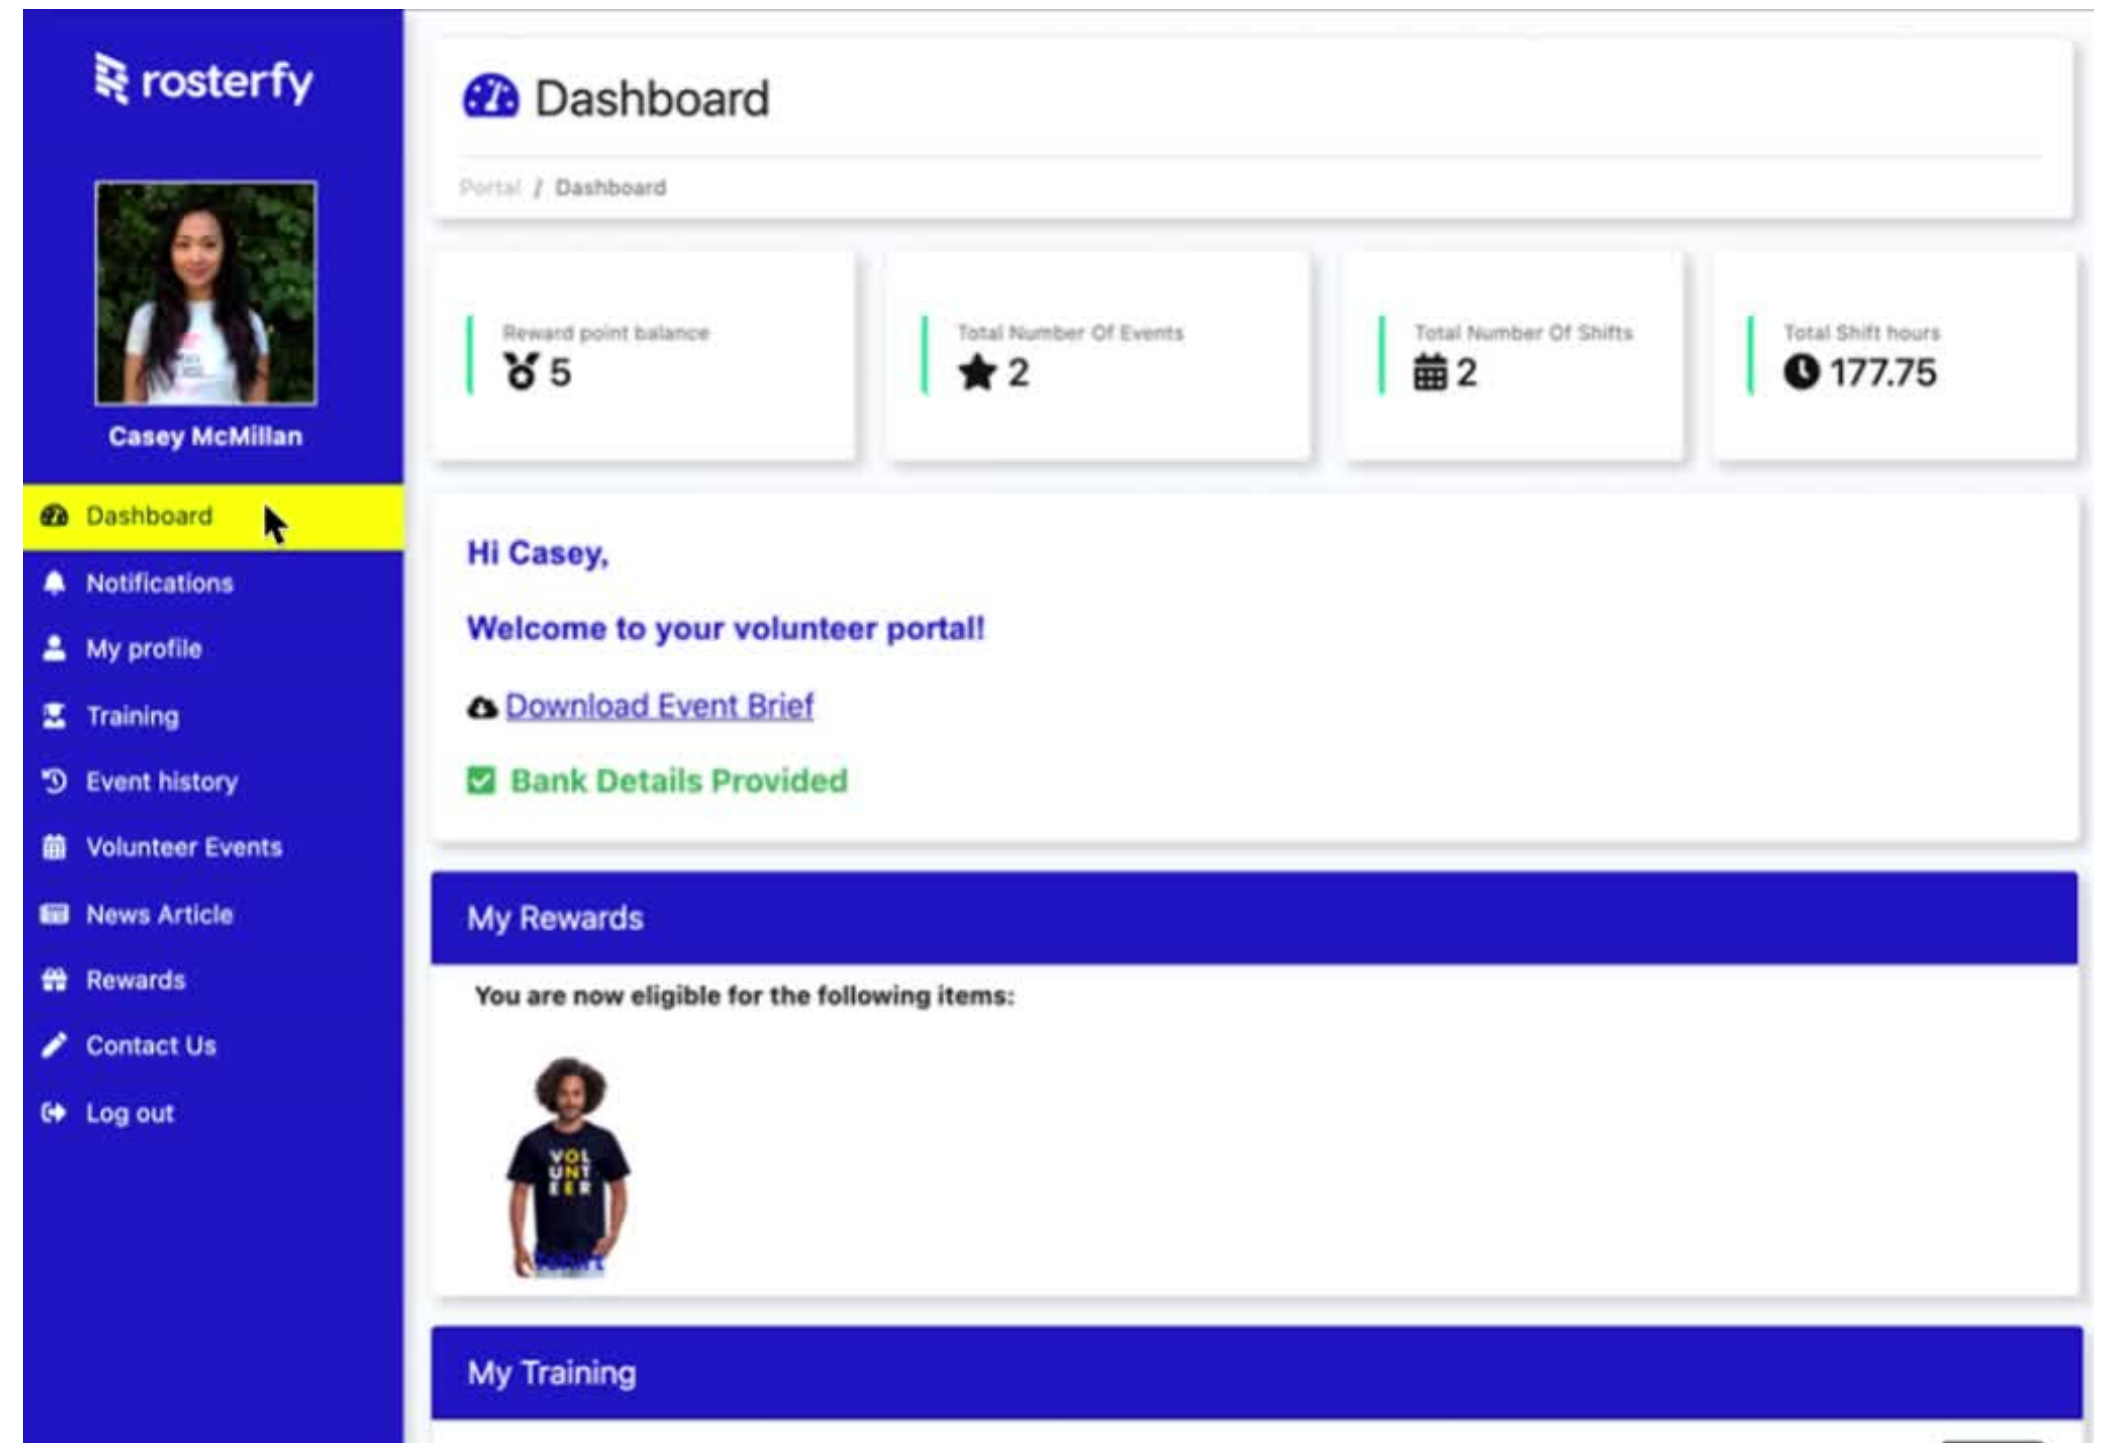 rosterfy
Casey McMillan
Dashboard
Notifications
My profile
Training
Event history
Volunteer Events
News Article
Rewards
Contact Us
Log out
Dashboard
Portal / Dashboard
Reward point balance
5
Total Number Of Events
2
Total Number Of Shifts
2
Total Shift hours
177.75
Hi Casey,
Welcome to your volunteer portal!
Download Event Brief
Bank Details Provided
My Rewards
You are now eligible for the following items:
VOL
UNT
EER
Tshirt
My Training